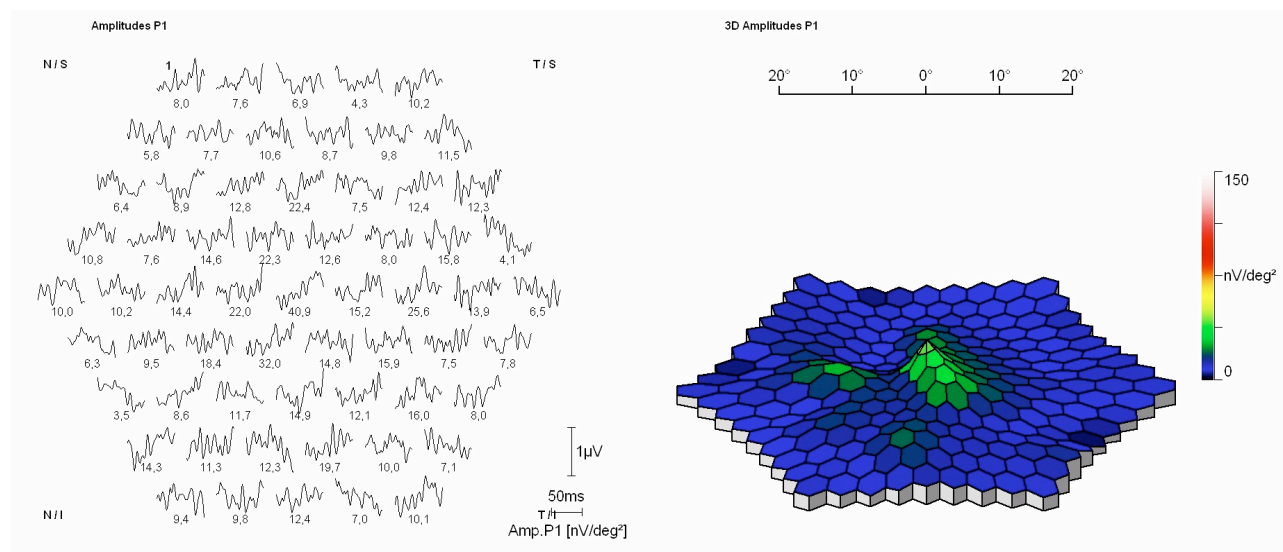 Amplitudes P1
3D Amplitudes P1
N / S
1
T / S
20° 10° 0° 10° 20°
8,0 7,6 6,9 4,3 10,2
5,8 7,7 10,6 8,7 9,8 11,5
6,4 8,9 12,8 22,4 7,5 12,4 12,3
10,8 7,6 14,6 22,3 12,6 8,0 15,8 4,1
10,0 10,2 14,4 22,0 40,9 15,2 25,6 13,9 6,5
6,3 9,5 18,4 32,0 14,8 15,9 7,5 7,8
3,5 8,6 11,7 14,9 12,1 16,0 8,0
14,3 11,3 12,3 19,7 10,0 7,1
9,4 9,8 12,4 7,0 10,1
1µV
50ms
N / I
T / I
Amp.P1 [nV/deg²]
150
nV/deg²
0